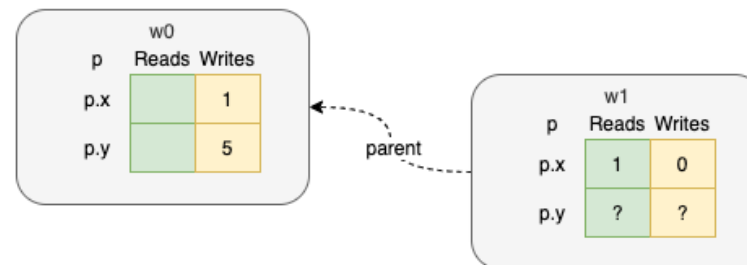 w0
p Reads Writes
p.x 1
p.y 5
parent
w1
p Reads Writes
p.x 1 0
p.y ? ?